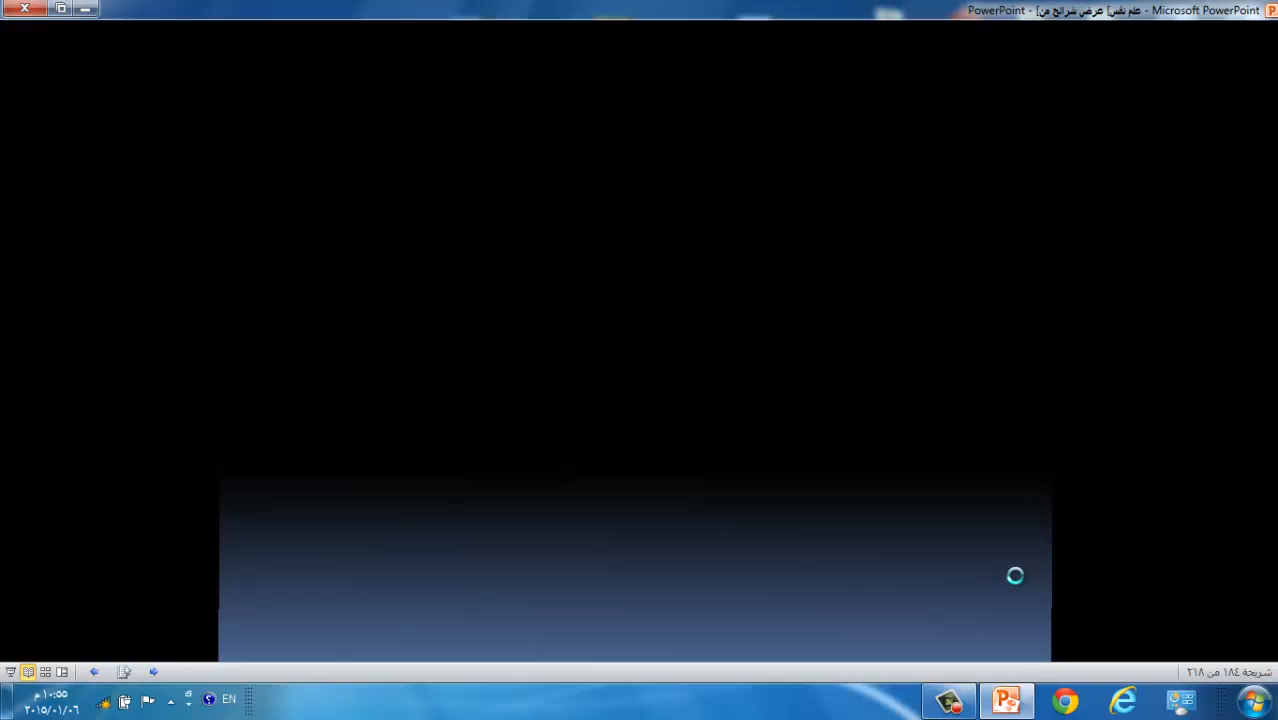 PowerPoint - [علم نفس] عرض شرائح من - Microsoft PowerPoint
شريحة ١٨٤ من ٢١٨
EN
١٠:٥٥ م
٢٠١٥/٠١/٠٦